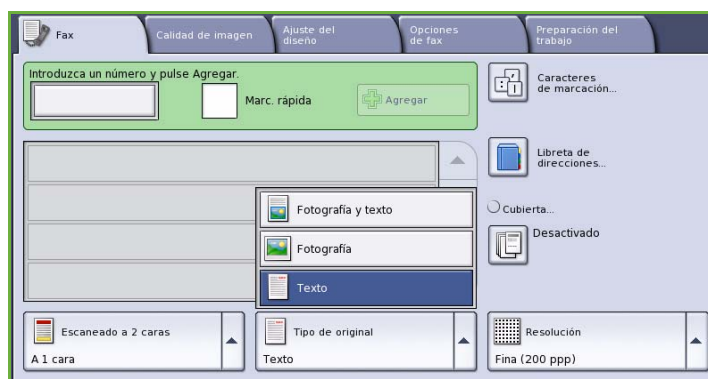 Fax
Calidad de imagen
Ajuste del
diseño
Opciones
de fax
Preparación del
trabajo
Introduzca un número y pulse Agregar.
Marc. rápida
Agregar
Caracteres
de marcación...
Libreta de
direcciones...
Cubierta...
Desactivado
Fotografía y texto
Fotografía
Texto
Escaneado a 2
caras
A 1 cara
Tipo de original
Texto
Resolución
Fina (200 ppp)